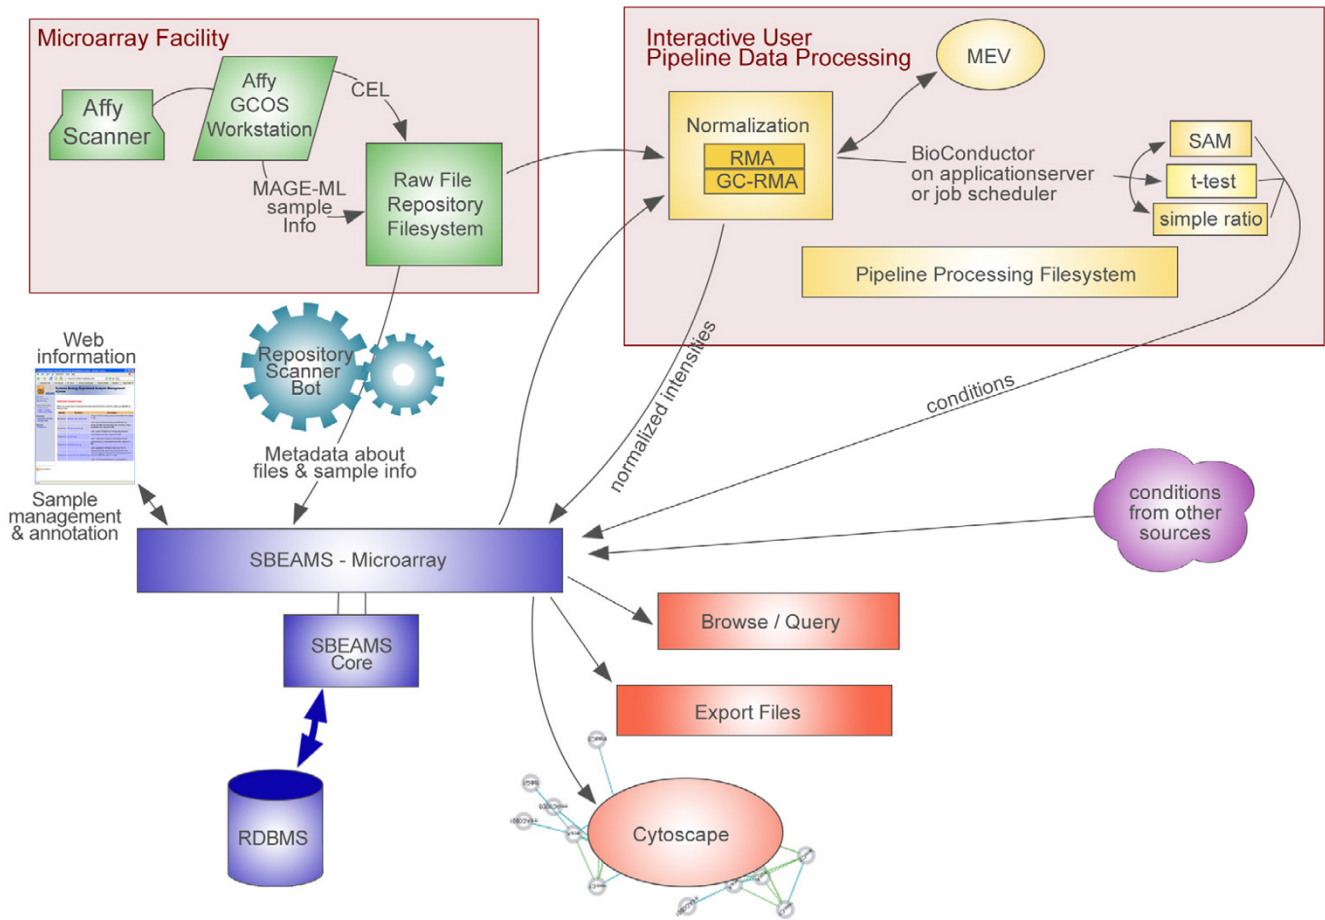 Microarray Facility
Affy
Scanner
Affy
GCOS
Workstation
CEL
MAGE-ML
sample
Info
Raw File
Repository
Filesystem
Interactive User
Pipeline Data Processing
MEV
Normalization
RMA
GC-RMA
BioConductor
on applicationserver
or job scheduler
SAM
t-test
simple ratio
Pipeline Processing Filesystem
Web
information
Repository
Scanner
Bot
normalized intensities
conditions
Metadata about
files & sample info
Sample
management
& annotation
conditions
from other
sources
SBEAMS - Microarray
Browse / Query
SBEAMS
Core
Export Files
RDBMS
Cytoscape